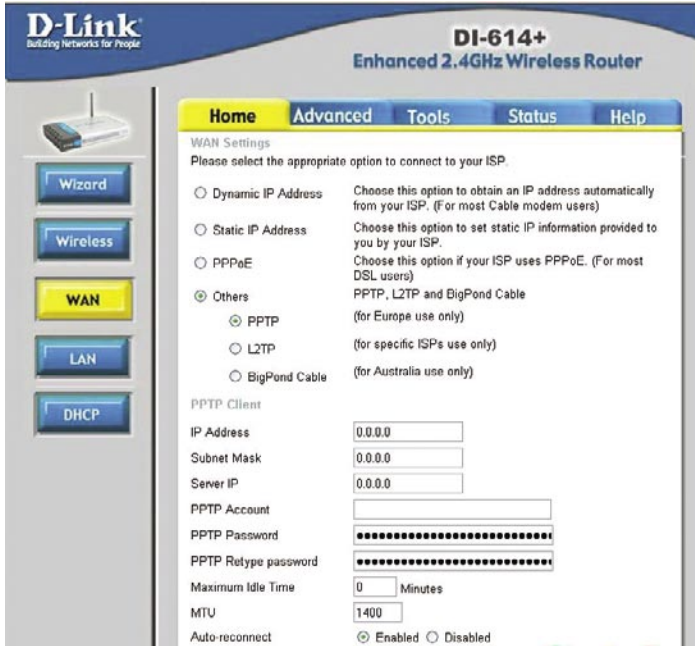 D-Link
Building Networks for People
DI-614+
Enhanced 2.4GHz Wireless Router
Home Advanced Tools Status Help
Wizard
Wireless
WAN
LAN
DHCP
WAN Settings
Please select the appropriate option to connect to your ISP.
Dynamic IP Address Choose this option to obtain an IP address automatically
from your ISP. (For most Cable modem users)
Static IP Address Choose this option to set static IP information provided to
you by your ISP.
PPPoE Choose this option if your ISP uses PPPoE. (For most
DSL users)
Others PPTP, L2TP and BigPond Cable
PPTP (for Europe use only)
L2TP (for specific ISPs use only)
BigPond Cable (for Australia use only)
PPTP Client
IP Address 0.0.0.0
Subnet Mask 0.0.0.0
Server IP 0.0.0.0
PPTP Account
PPTP Password
PPTP Retype password
Maximum Idle Time 0 Minutes
MTU 1400
Auto-reconnect Enabled Disabled